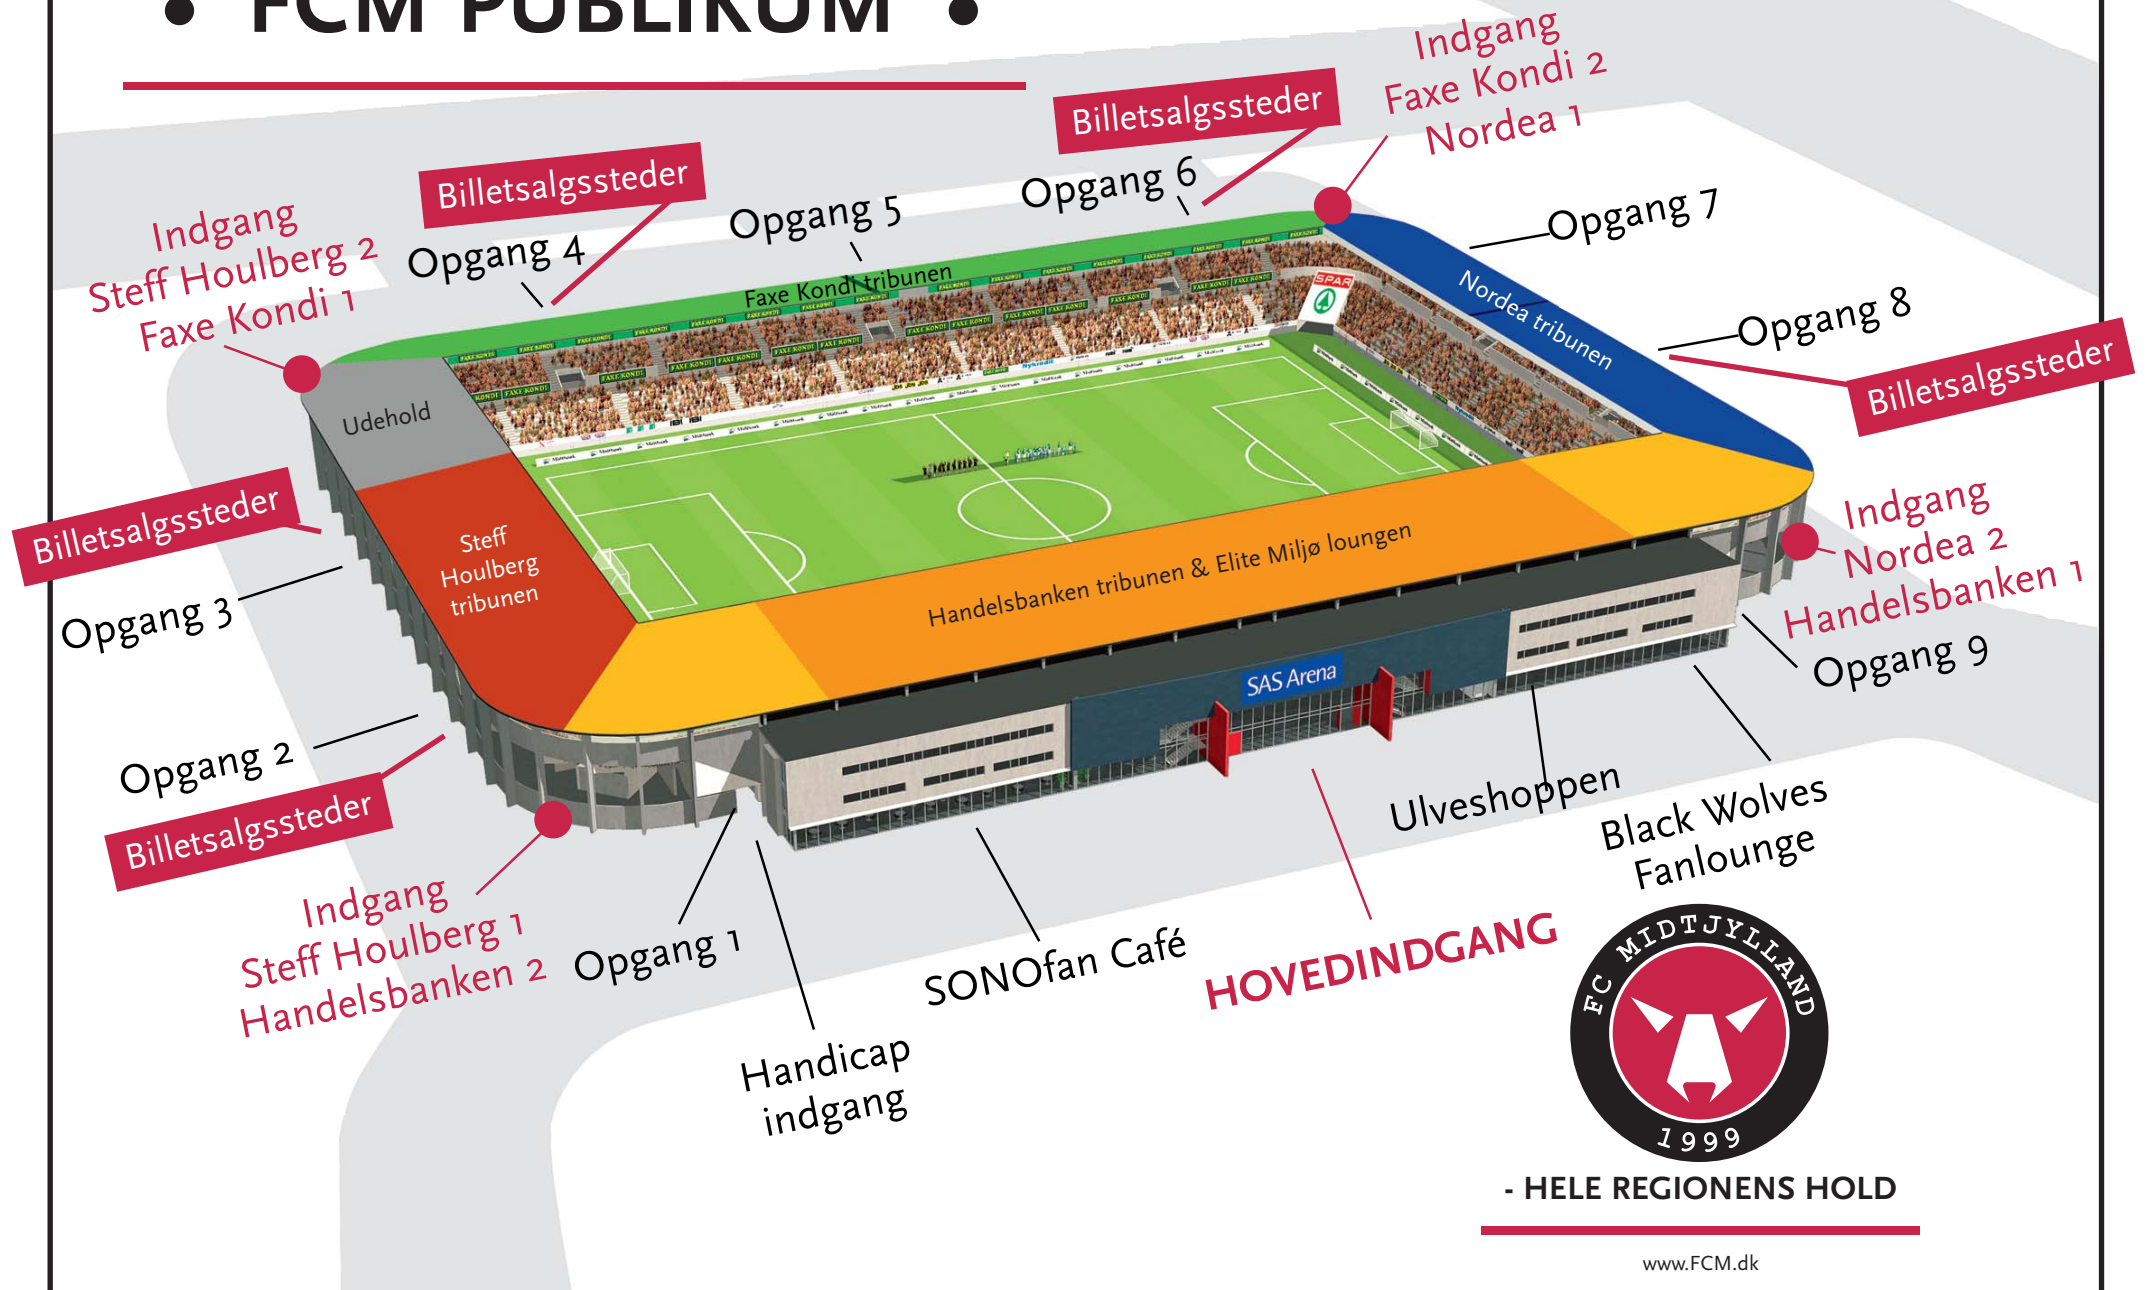 • FCM PUBLIKUM •
Indgang
Faxe Kondi 2
Nordea 1
Billetsalgssteder
Billetsalgssteder
Opgang 6
Opgang 5
Opgang 4
Opgang 7
Indgang
Steff Houlberg 2
Faxe Kondi 1
Faxe Kondi tribunen
SPAR
Nordea tribunen
Opgang 8
Billetsalgssteder
Udehold
FAXE KONDI
Billetsalgssteder
Steff
Houlberg
tribunen
Handelsbanken tribunen & Elite Miljø loungen
Indgang
Nordea 2
Handelsbanken 1
Opgang 3
Opgang 9
SAS Arena
Opgang 2
Billetsalgssteder
Ulveshoppen
Black Wolves
Fanlounge
Indgang
Steff Houlberg 1
Handelsbanken 2
Opgang 1
SONOfan Café
HOVEDINDGANG
Handicap
indgang
FC MIDTJYLLAND
1999
- HELE REGIONENS HOLD
www.FCM.dk